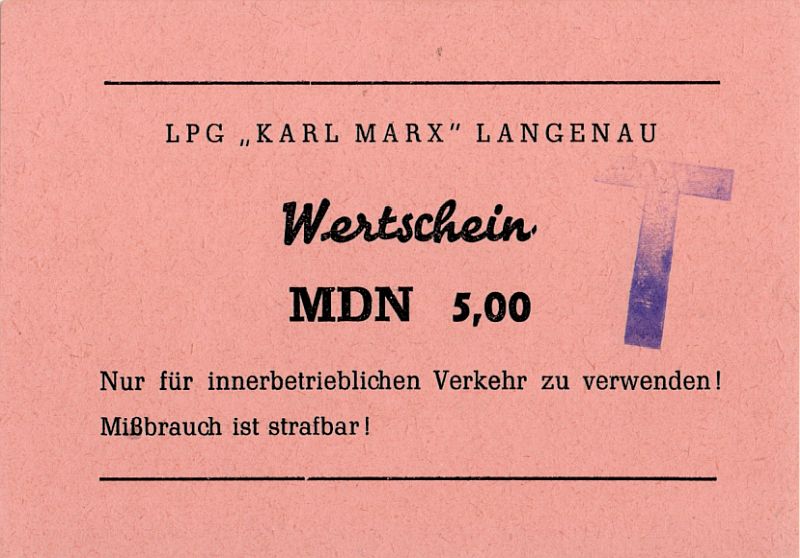 LPG „KARL MARX" LANGENAU
T
Wertschein
MDN 5,00
Nur für innerbetrieblichen Verkehr zu verwenden!
Mißbrauch ist strafbar!